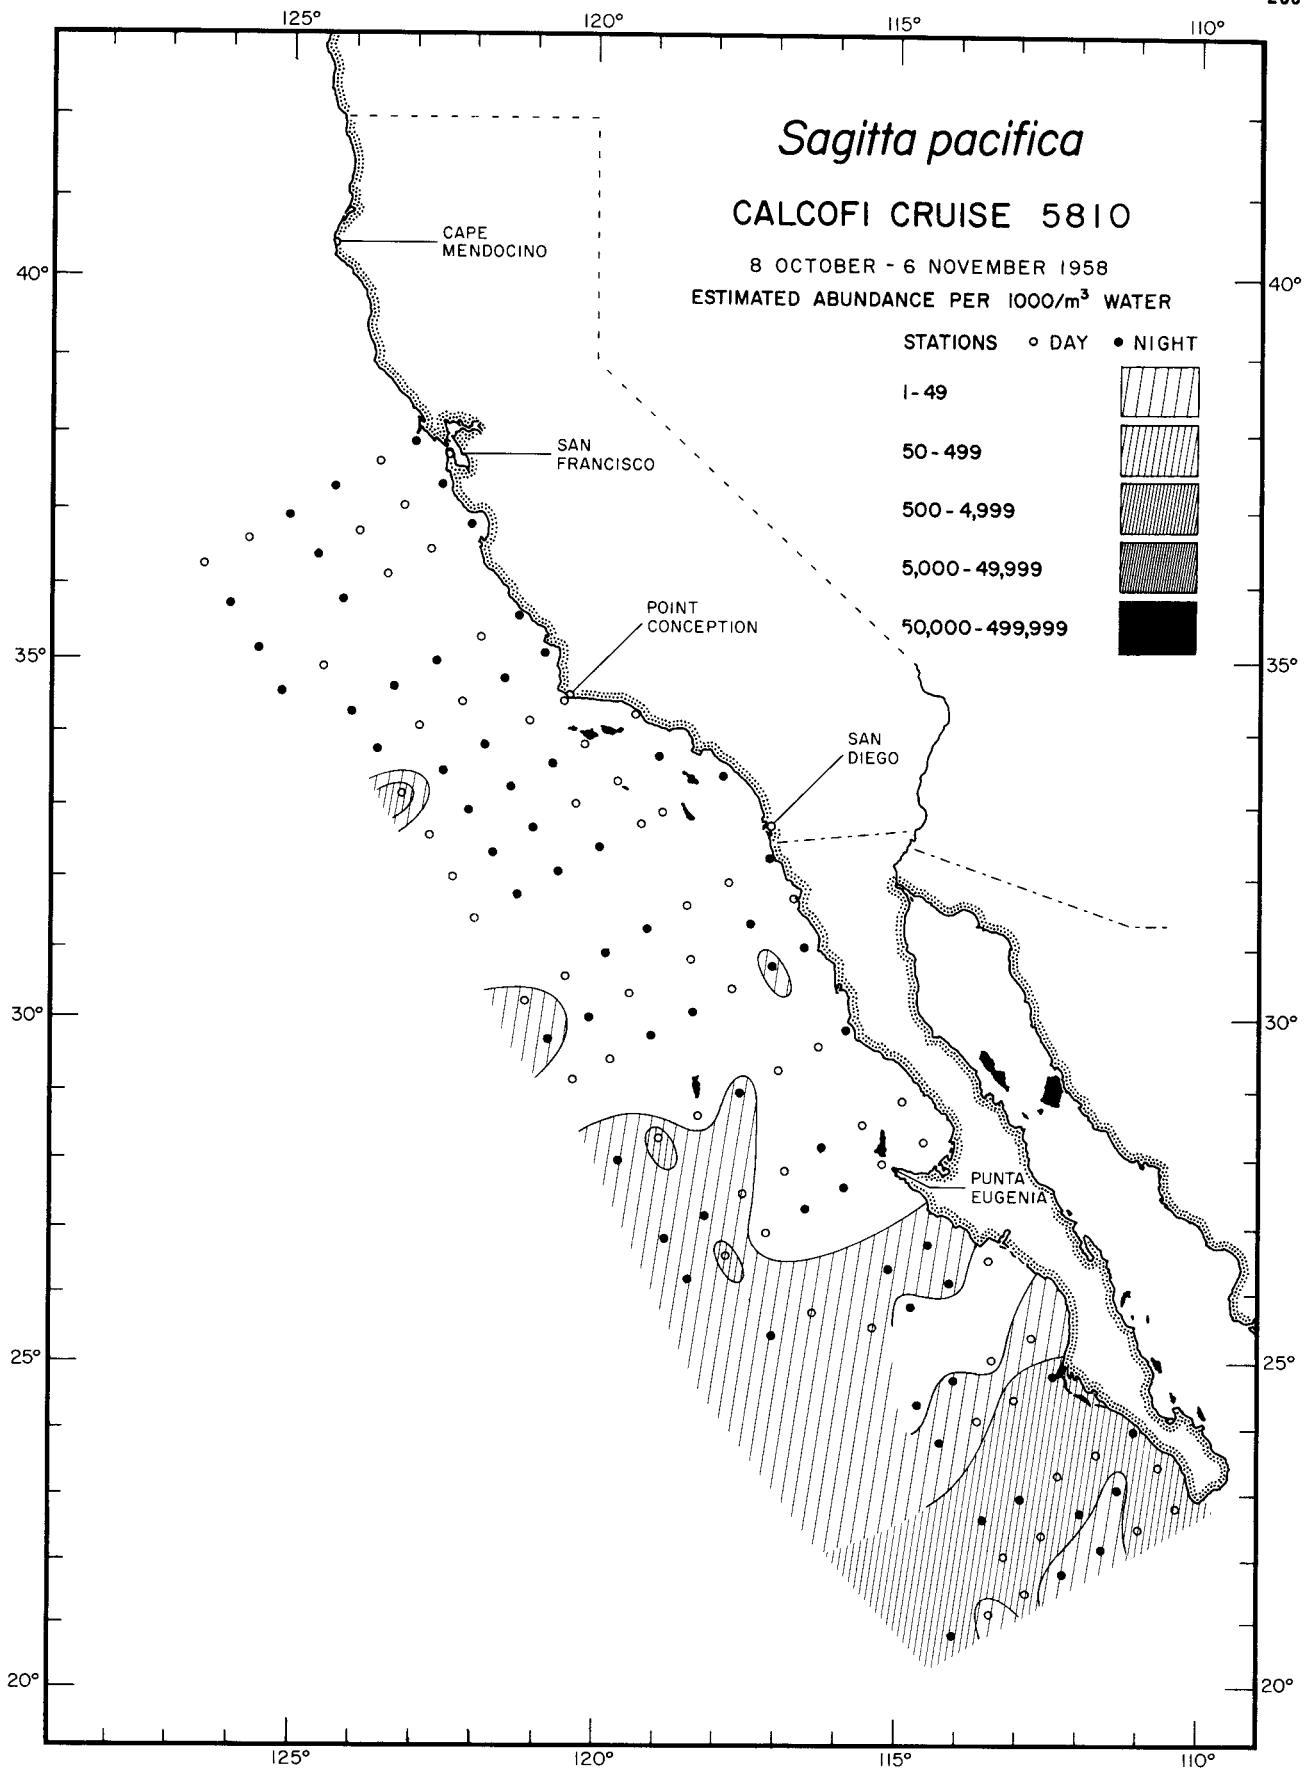 125° 120° 115° 110°
Sagitta pacifica
CALCOFI CRUISE 5810
8 OCTOBER - 6 NOVEMBER 1958
ESTIMATED ABUNDANCE PER 1000/m³ WATER
STATIONS ○ DAY ● NIGHT
1-49
50-499
500-4,999
5,000-49,999
50,000-499,999
CAPE
MENDOCINO
40° 40°
SAN
FRANCISCO
POINT
CONCEPTION
35° 35°
SAN
DIEGO
30° 30°
PUNTA
EUGENIA
25° 25°
20° 20°
125° 120° 115° 110°